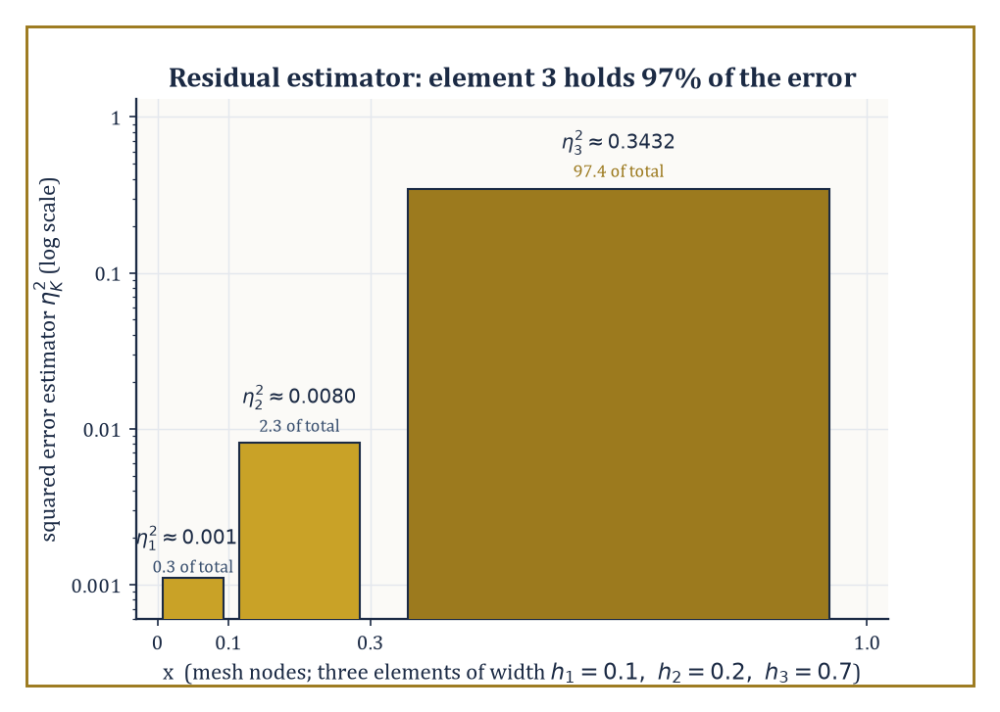 Residual estimator: element 3 holds 97% of the error
squared error estimator η²_K (log scale)
1
0.1
0.01
0.001
η²₃ ≈ 0.3432
97.4 of total
η²₂ ≈ 0.0080
2.3 of total
η²₁ ≈ 0.001
0.3 of total
0 0.1 0.3 1.0
x (mesh nodes; three elements of width h₁ = 0.1, h₂ = 0.2, h₃ = 0.7)